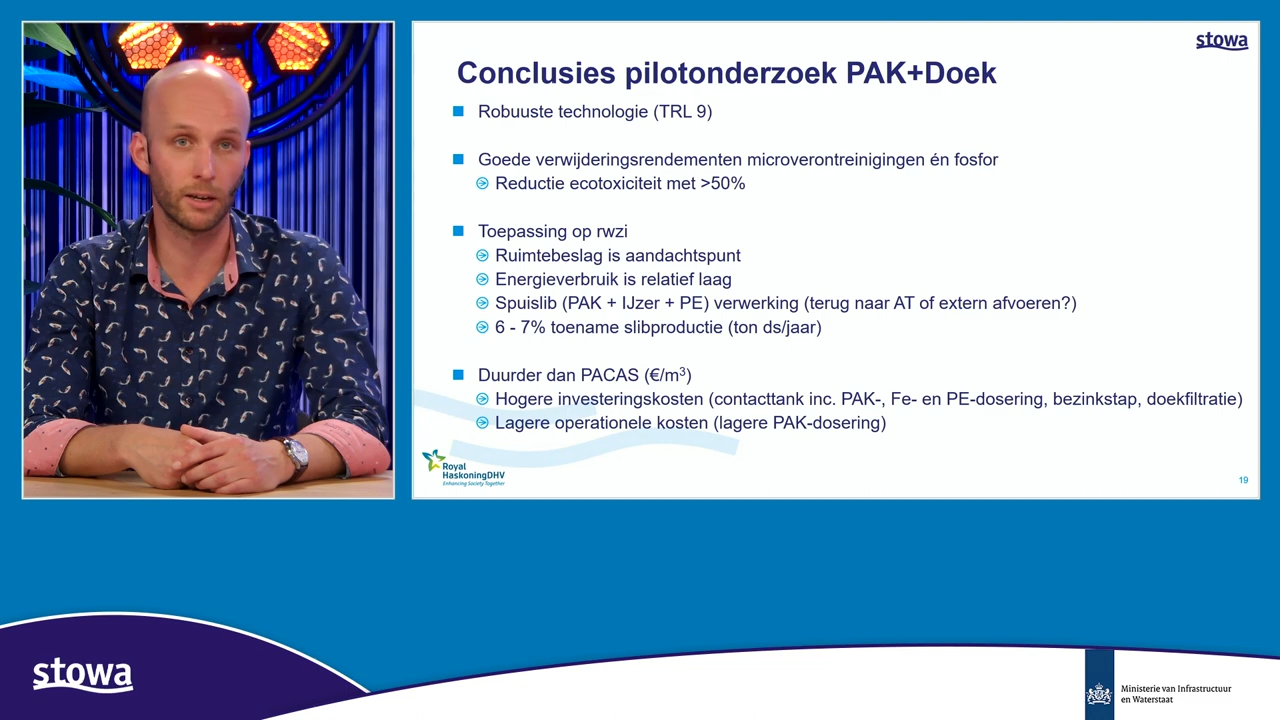 stowa
Conclusies pilotonderzoek PAK+Doek
Robuuste technologie (TRL 9)
Goede verwijderingsrendementen microverontreinigingen én fosfor
Reductie ecotoxiciteit met >50%
Toepassing op rwzi
Ruimtebeslag is aandachtspunt
Energieverbruik is relatief laag
Spuislib (PAK + IJzer + PE) verwerking (terug naar AT of extern afvoeren?)
6 - 7% toename slibproductie (ton ds/jaar)
Duurder dan PACAS (€/m³)
Hogere investeringskosten (contacttank inc. PAK-, Fe- en PE-dosering, bezinkstap, doekfiltratie)
Lagere operationele kosten (lagere PAK-dosering)
Royal
HaskoningDHV
Enhancing Society Together
19
stowa
Ministerie van Infrastructuur
en Waterstaat